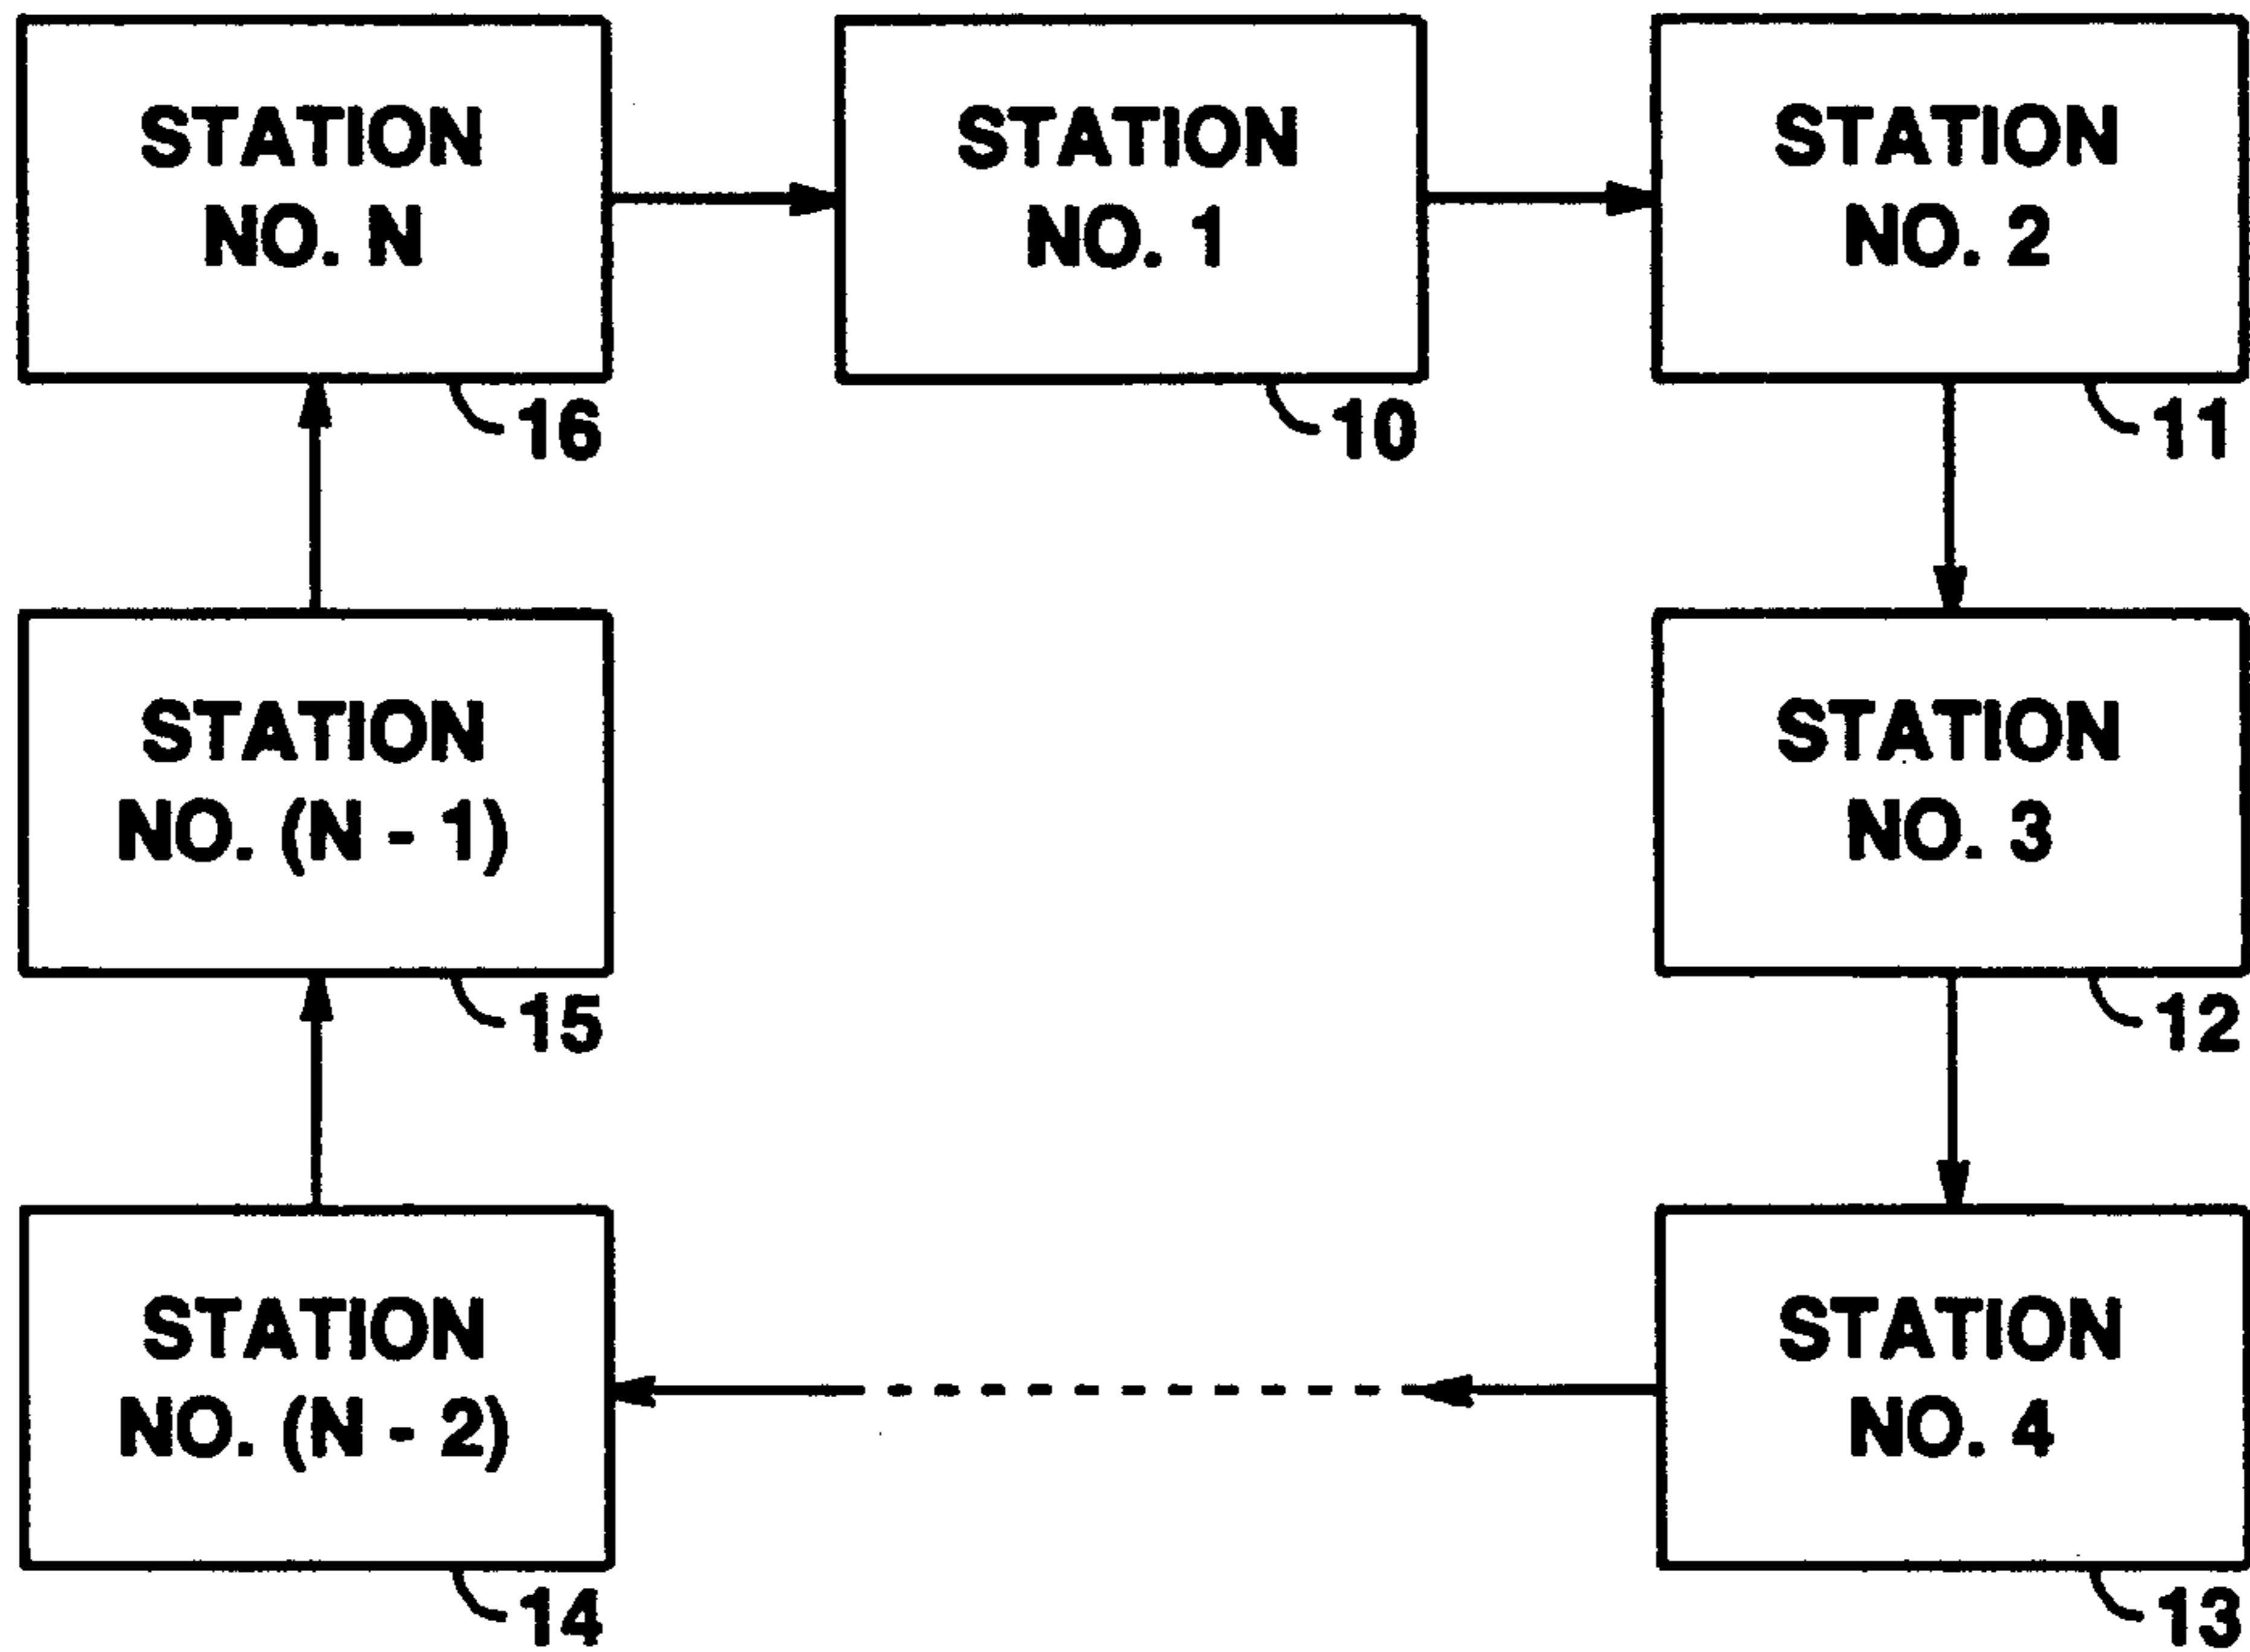 STATION
NO. N
STATION
NO. 1
STATION
NO. 2
16
10
11
STATION
NO. (N - 1)
STATION
NO. 3
15
12
STATION
NO. (N - 2)
STATION
NO. 4
14
13